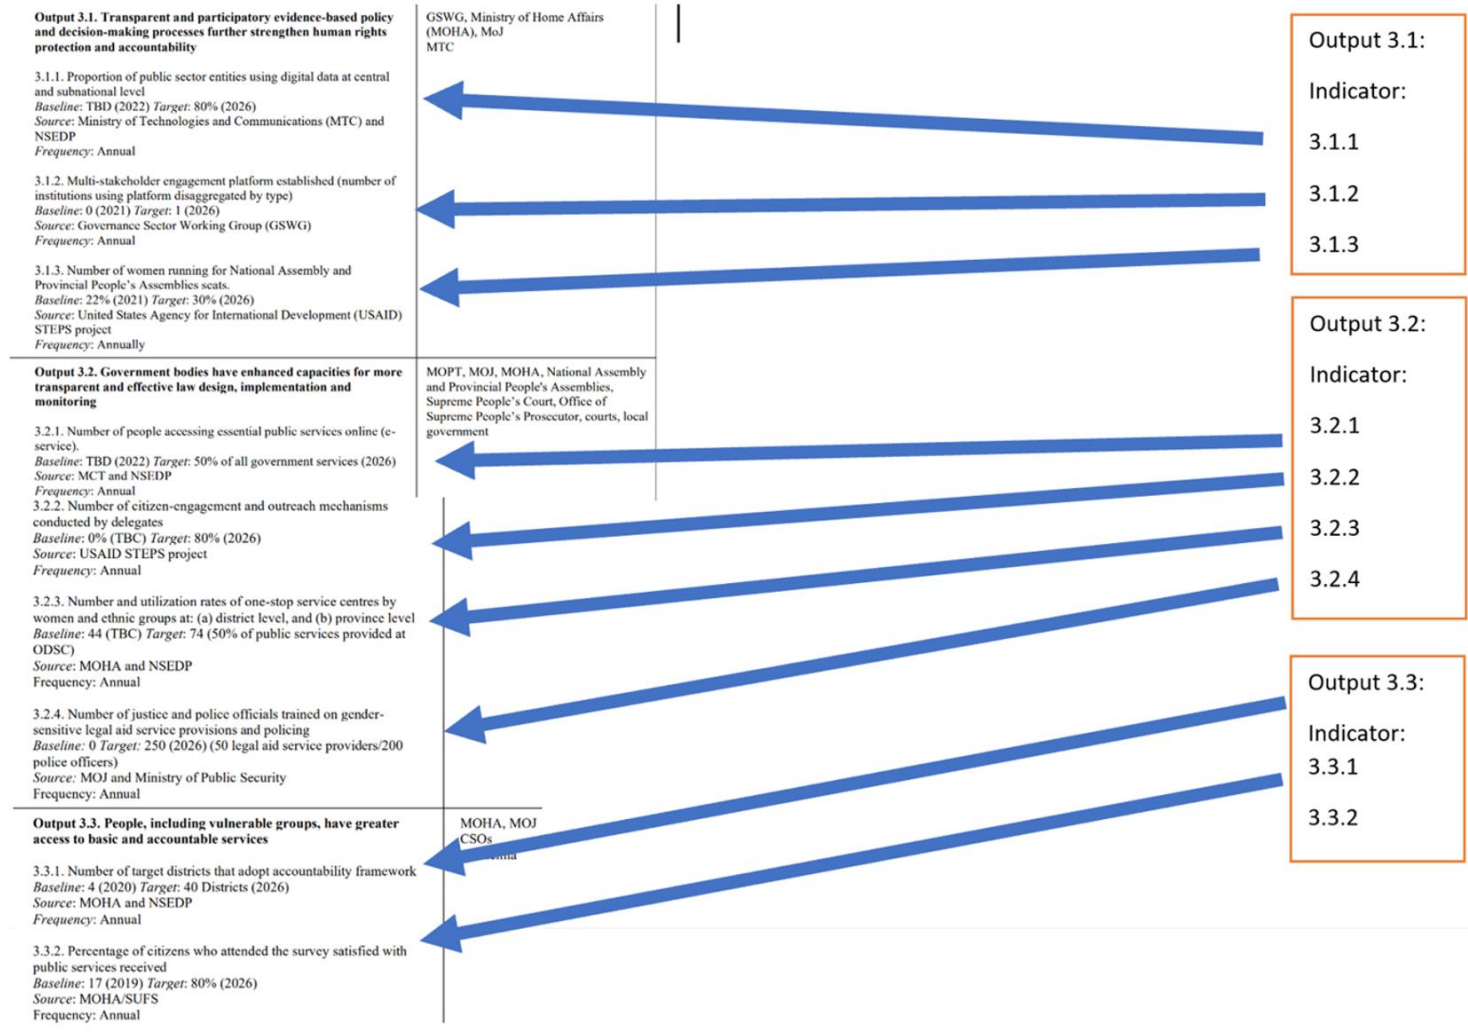 Output 3.1. Transparent and participatory evidence-based policy
and decision-making processes further strengthen human rights
protection and accountability
3.1.1. Proportion of public sector entities using digital data at central
and subnational level
Baseline: TBD (2022) Target: 80% (2026)
Source: Ministry of Technologies and Communications (MTC) and
NSEDP
Frequency: Annual
3.1.2. Multi-stakeholder engagement platform established (number of
institutions using platform disaggregated by type)
Baseline: 0 (2021) Target: 1 (2026)
Source: Governance Sector Working Group (GSWG)
Frequency: Annual
3.1.3. Number of women running for National Assembly and
Provincial People's Assemblies seats.
Baseline: 22% (2021) Target: 30% (2026)
Source: United States Agency for International Development (USAID)
STEPS project
Frequency: Annually
GSWG, Ministry of Home Affairs
(MOHA), MoJ
MTC
Output 3.2. Government bodies have enhanced capacities for more
transparent and effective law design, implementation and
monitoring
3.2.1. Number of people accessing essential public services online (e-
service).
Baseline: TBD (2022) Target: 50% of all government services (2026)
Source: MCT and NSEDP
Frequency: Annual
3.2.2. Number of citizen-engagement and outreach mechanisms
conducted by delegates
Baseline: 0% (TBC) Target: 80% (2026)
Source: USAID STEPS project
Frequency: Annual
3.2.3. Number and utilization rates of one-stop service centres by
women and ethnic groups at: (a) district level, and (b) province level
Baseline: 44 (TBC) Target: 74 (50% of public services provided at
ODSC)
Source: MOHA and NSEDP
Frequency: Annual
3.2.4. Number of justice and police officials trained on gender-
sensitive legal aid service provisions and policing
Baseline: 0 Target: 250 (2026) (50 legal aid service providers/200
police officers)
Source: MOJ and Ministry of Public Security
Frequency: Annual
MOPT, MOJ, MOHA, National Assembly
and Provincial People's Assemblies,
Supreme People's Court, Office of
Supreme People's Prosecutor, courts, local
government
Output 3.3. People, including vulnerable groups, have greater
access to basic and accountable services
3.3.1. Number of target districts that adopt accountability framework
Baseline: 4 (2020) Target: 40 Districts (2026)
Source: MOHA and NSEDP
Frequency: Annual
3.3.2. Percentage of citizens who attended the survey satisfied with
public services received
Baseline: 17 (2019) Target: 80% (2026)
Source: MOHA/SUFS
Frequency: Annual
MOHA, MOJ
CSOs
Output 3.1:
Indicator:
3.1.1
3.1.2
3.1.3
Output 3.2:
Indicator:
3.2.1
3.2.2
3.2.3
3.2.4
Output 3.3:
Indicator:
3.3.1
3.3.2